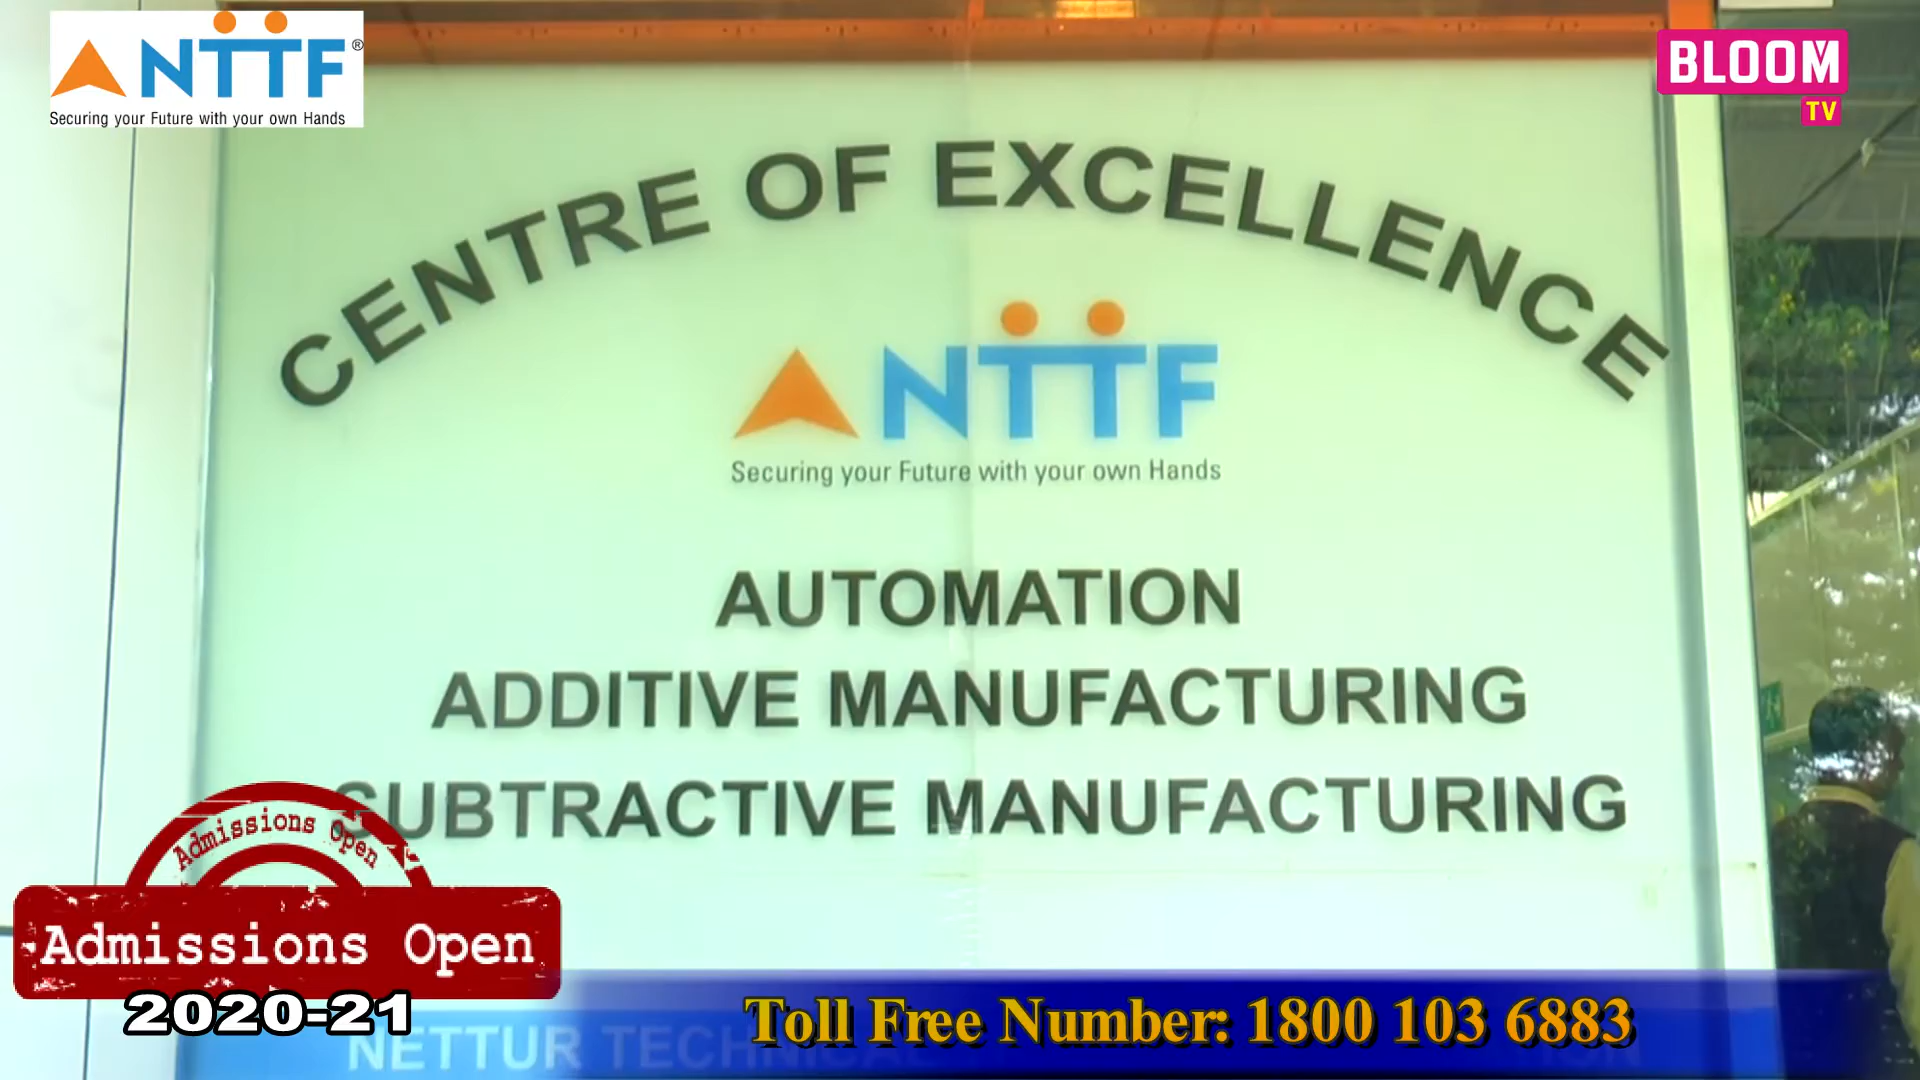 NTTF®
Securing your Future with your own Hands
BLOOM
TV
CENTRE OF EXCELLENCE
NTTF
Securing your Future with your own Hands
AUTOMATION
ADDITIVE MANUFACTURING
SUBTRACTIVE MANUFACTURING
Admissions Open
Admissions Open
2020-21
Toll Free Number: 1800 103 6883
NETTUR TECHNICAL